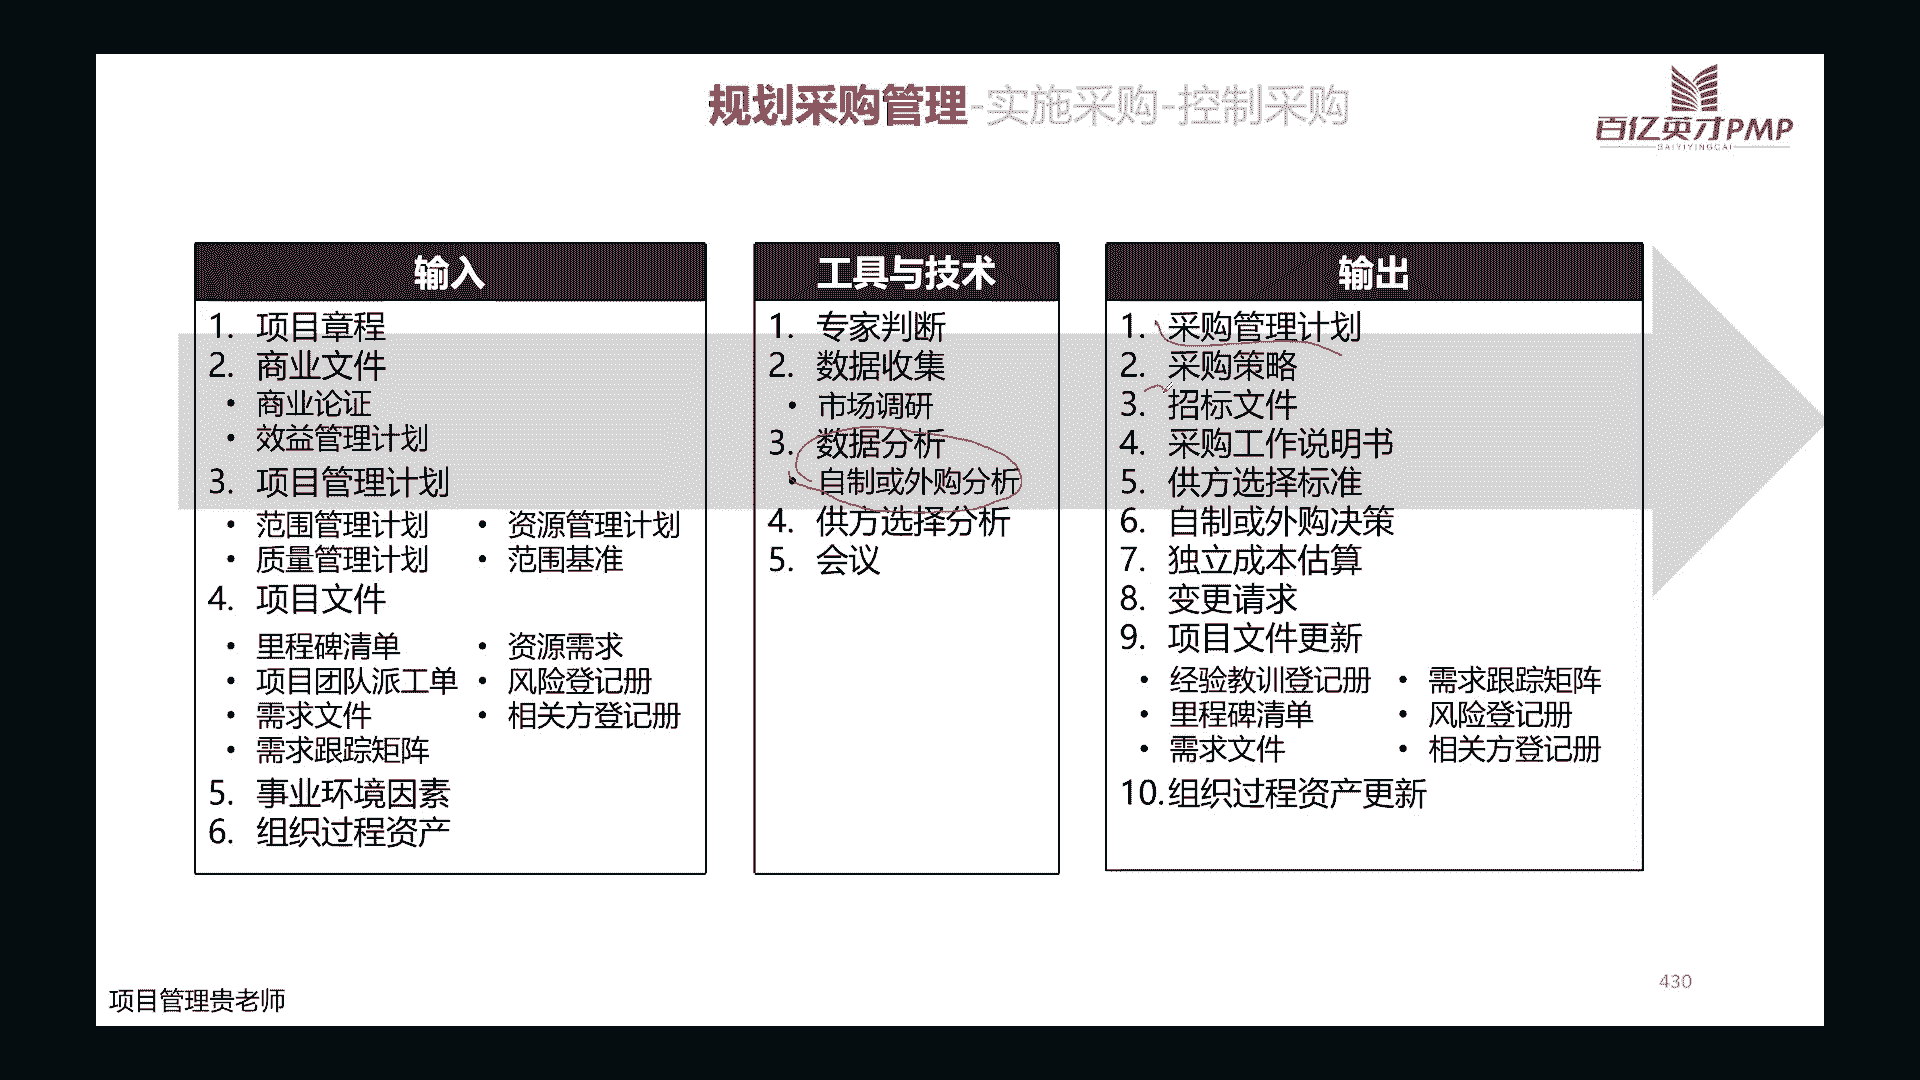 规划采购管理-实施采购-控制采购
百亿英才PMP
BAIYIYINGCAI
输入
1. 项目章程
2. 商业文件
• 商业论证
• 效益管理计划
3. 项目管理计划
• 范围管理计划 • 资源管理计划
• 质量管理计划 • 范围基准
4. 项目文件
• 里程碑清单 • 资源需求
• 项目团队派工单 • 风险登记册
• 需求文件 • 相关方登记册
• 需求跟踪矩阵
5. 事业环境因素
6. 组织过程资产
工具与技术
1. 专家判断
2. 数据收集
• 市场调研
3. 数据分析
• 自制或外购分析
4. 供方选择分析
5. 会议
输出
1. 采购管理计划
2. 采购策略
3. 招标文件
4. 采购工作说明书
5. 供方选择标准
6. 自制或外购决策
7. 独立成本估算
8. 变更请求
9. 项目文件更新
• 经验教训登记册 • 需求跟踪矩阵
• 里程碑清单 • 风险登记册
• 需求文件 • 相关方登记册
10.组织过程资产更新
430
项目管理贵老师